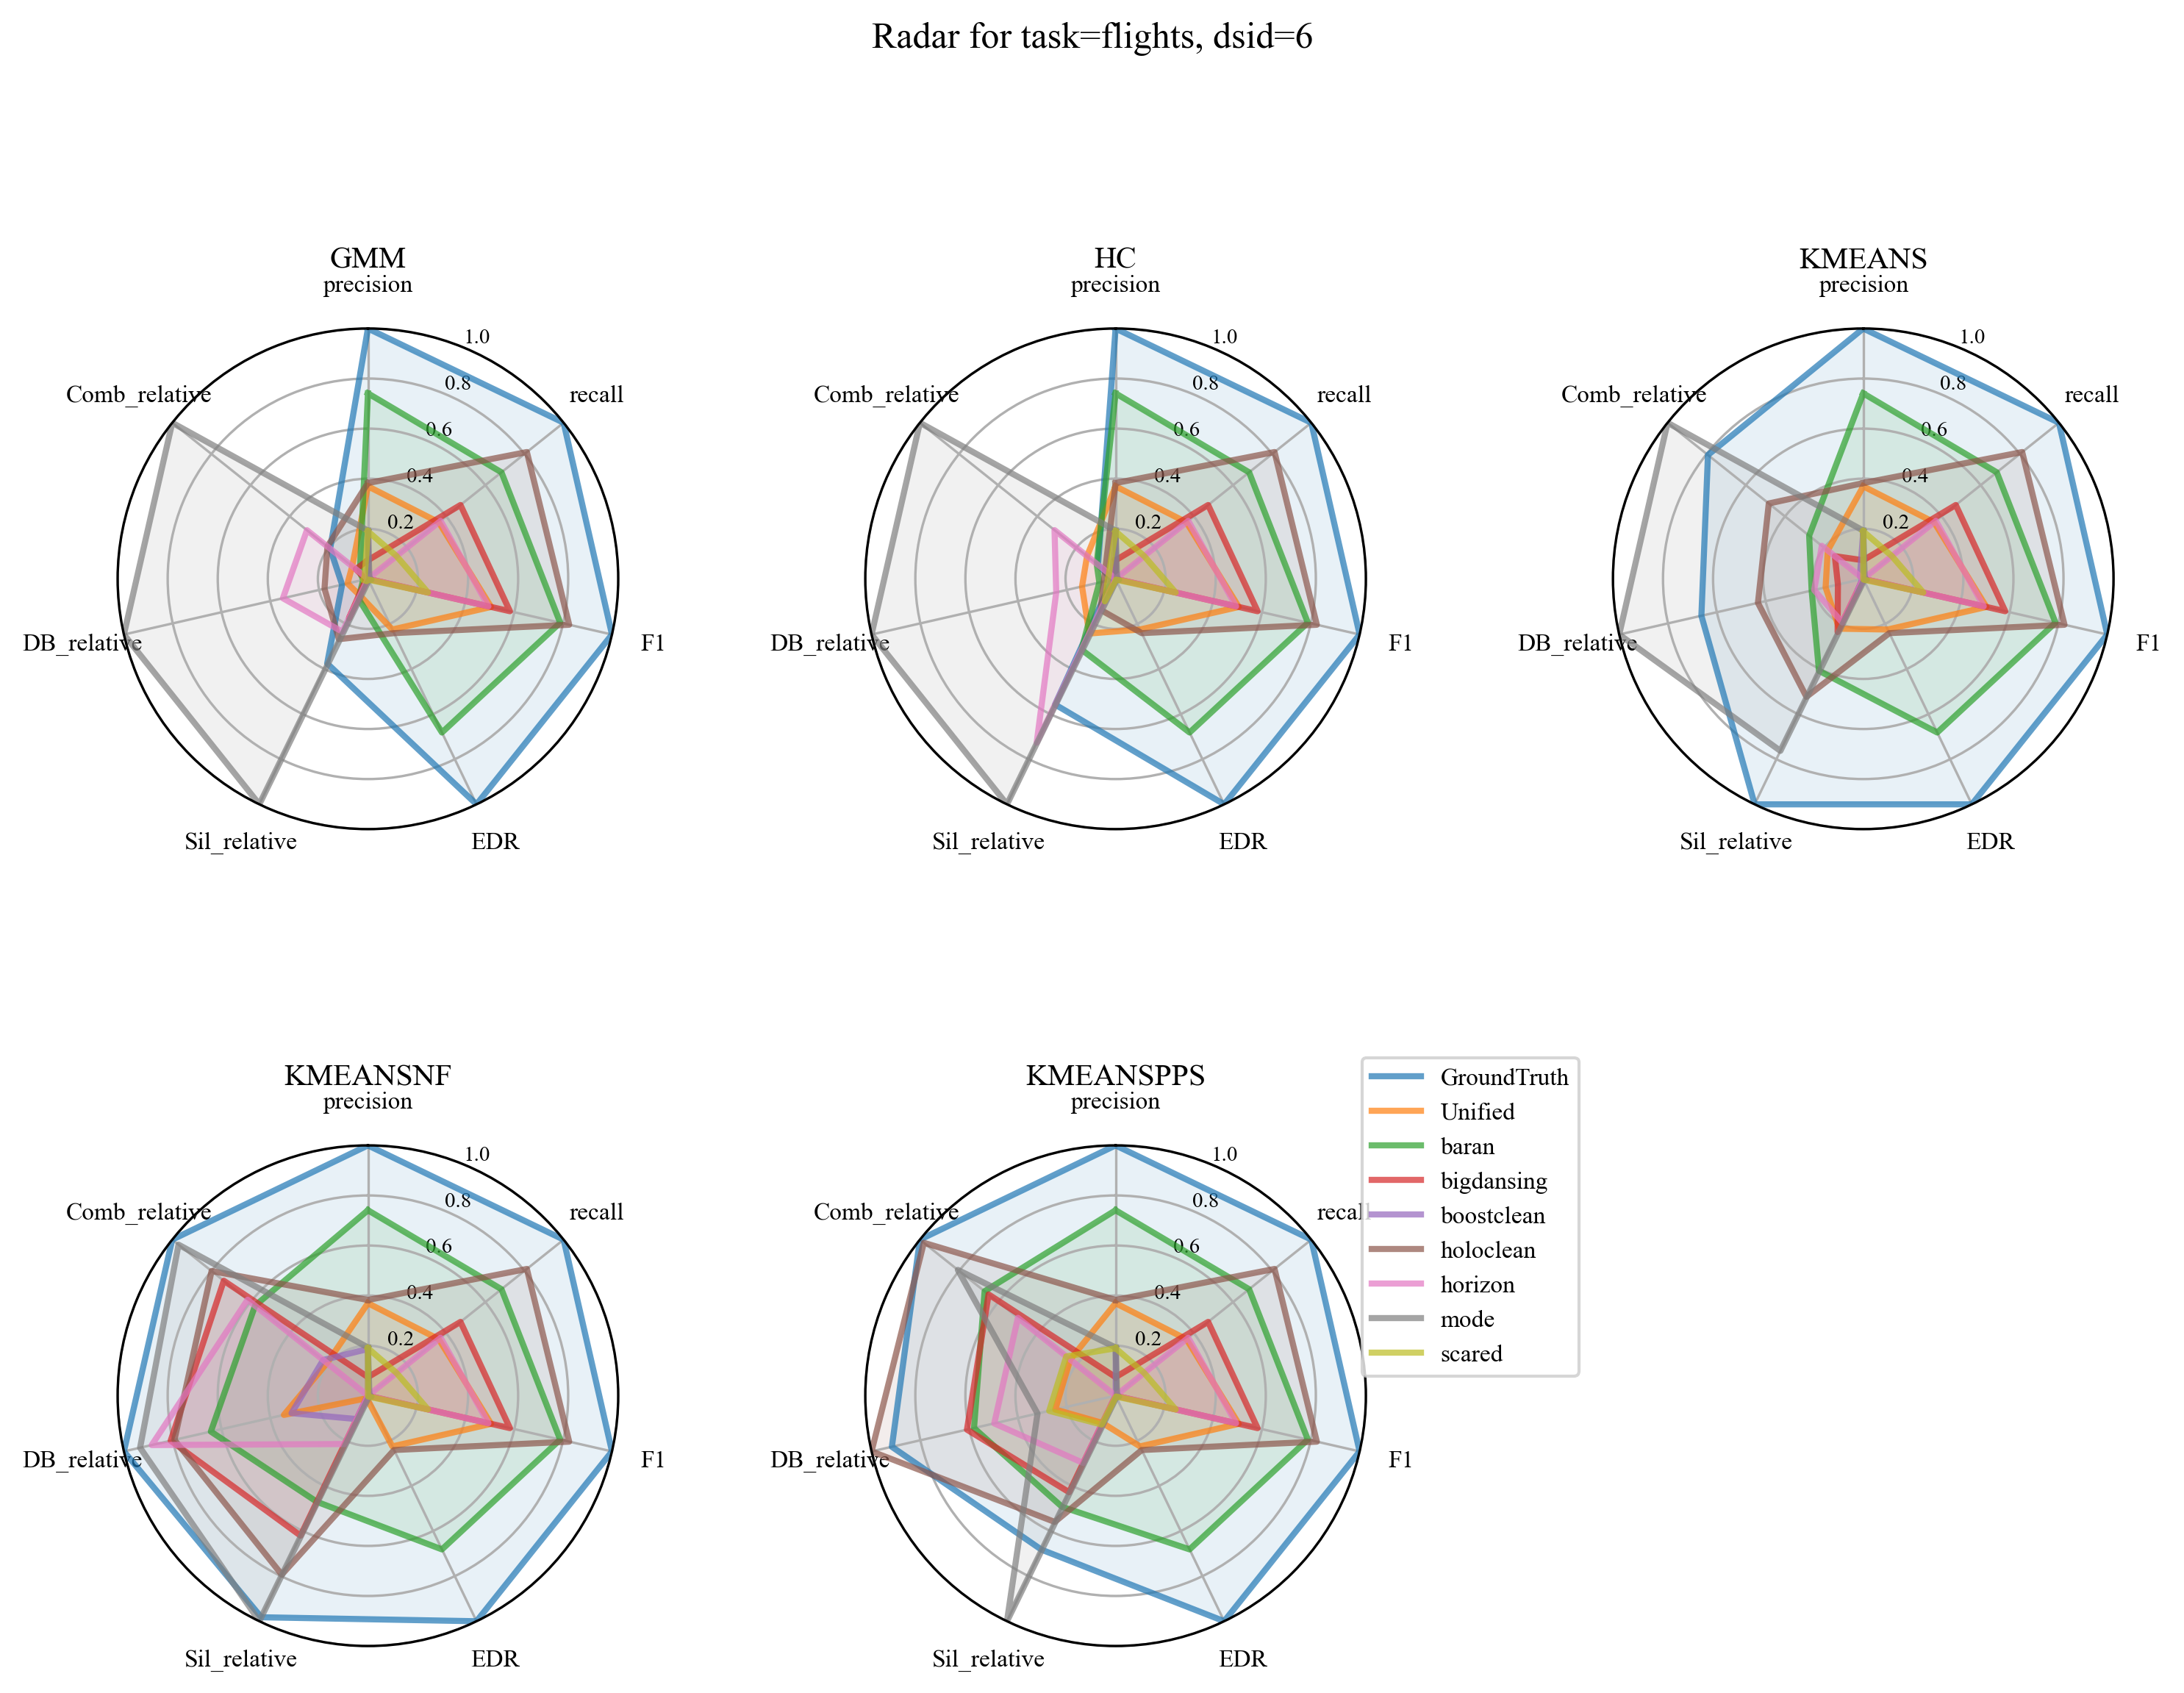 Radar for task=flights, dsid=6
GMM
precision
1.0
0.8
0.6
0.4
0.2
recall
Comb_relative
DB_relative
F1
Sil_relative
EDR
HC
precision
1.0
0.8
0.6
0.4
0.2
recall
Comb_relative
DB_relative
F1
Sil_relative
EDR
KMEANS
precision
1.0
0.8
0.6
0.4
0.2
recall
Comb_relative
DB_relative
F1
Sil_relative
EDR
KMEANSNF
precision
1.0
0.8
0.6
0.4
0.2
recall
Comb_relative
DB_relative
F1
Sil_relative
EDR
KMEANSPPS
precision
1.0
0.8
0.6
0.4
0.2
recall
Comb_relative
DB_relative
F1
Sil_relative
EDR
GroundTruth
Unified
baran
bigdansing
boostclean
holoclean
horizon
mode
scared